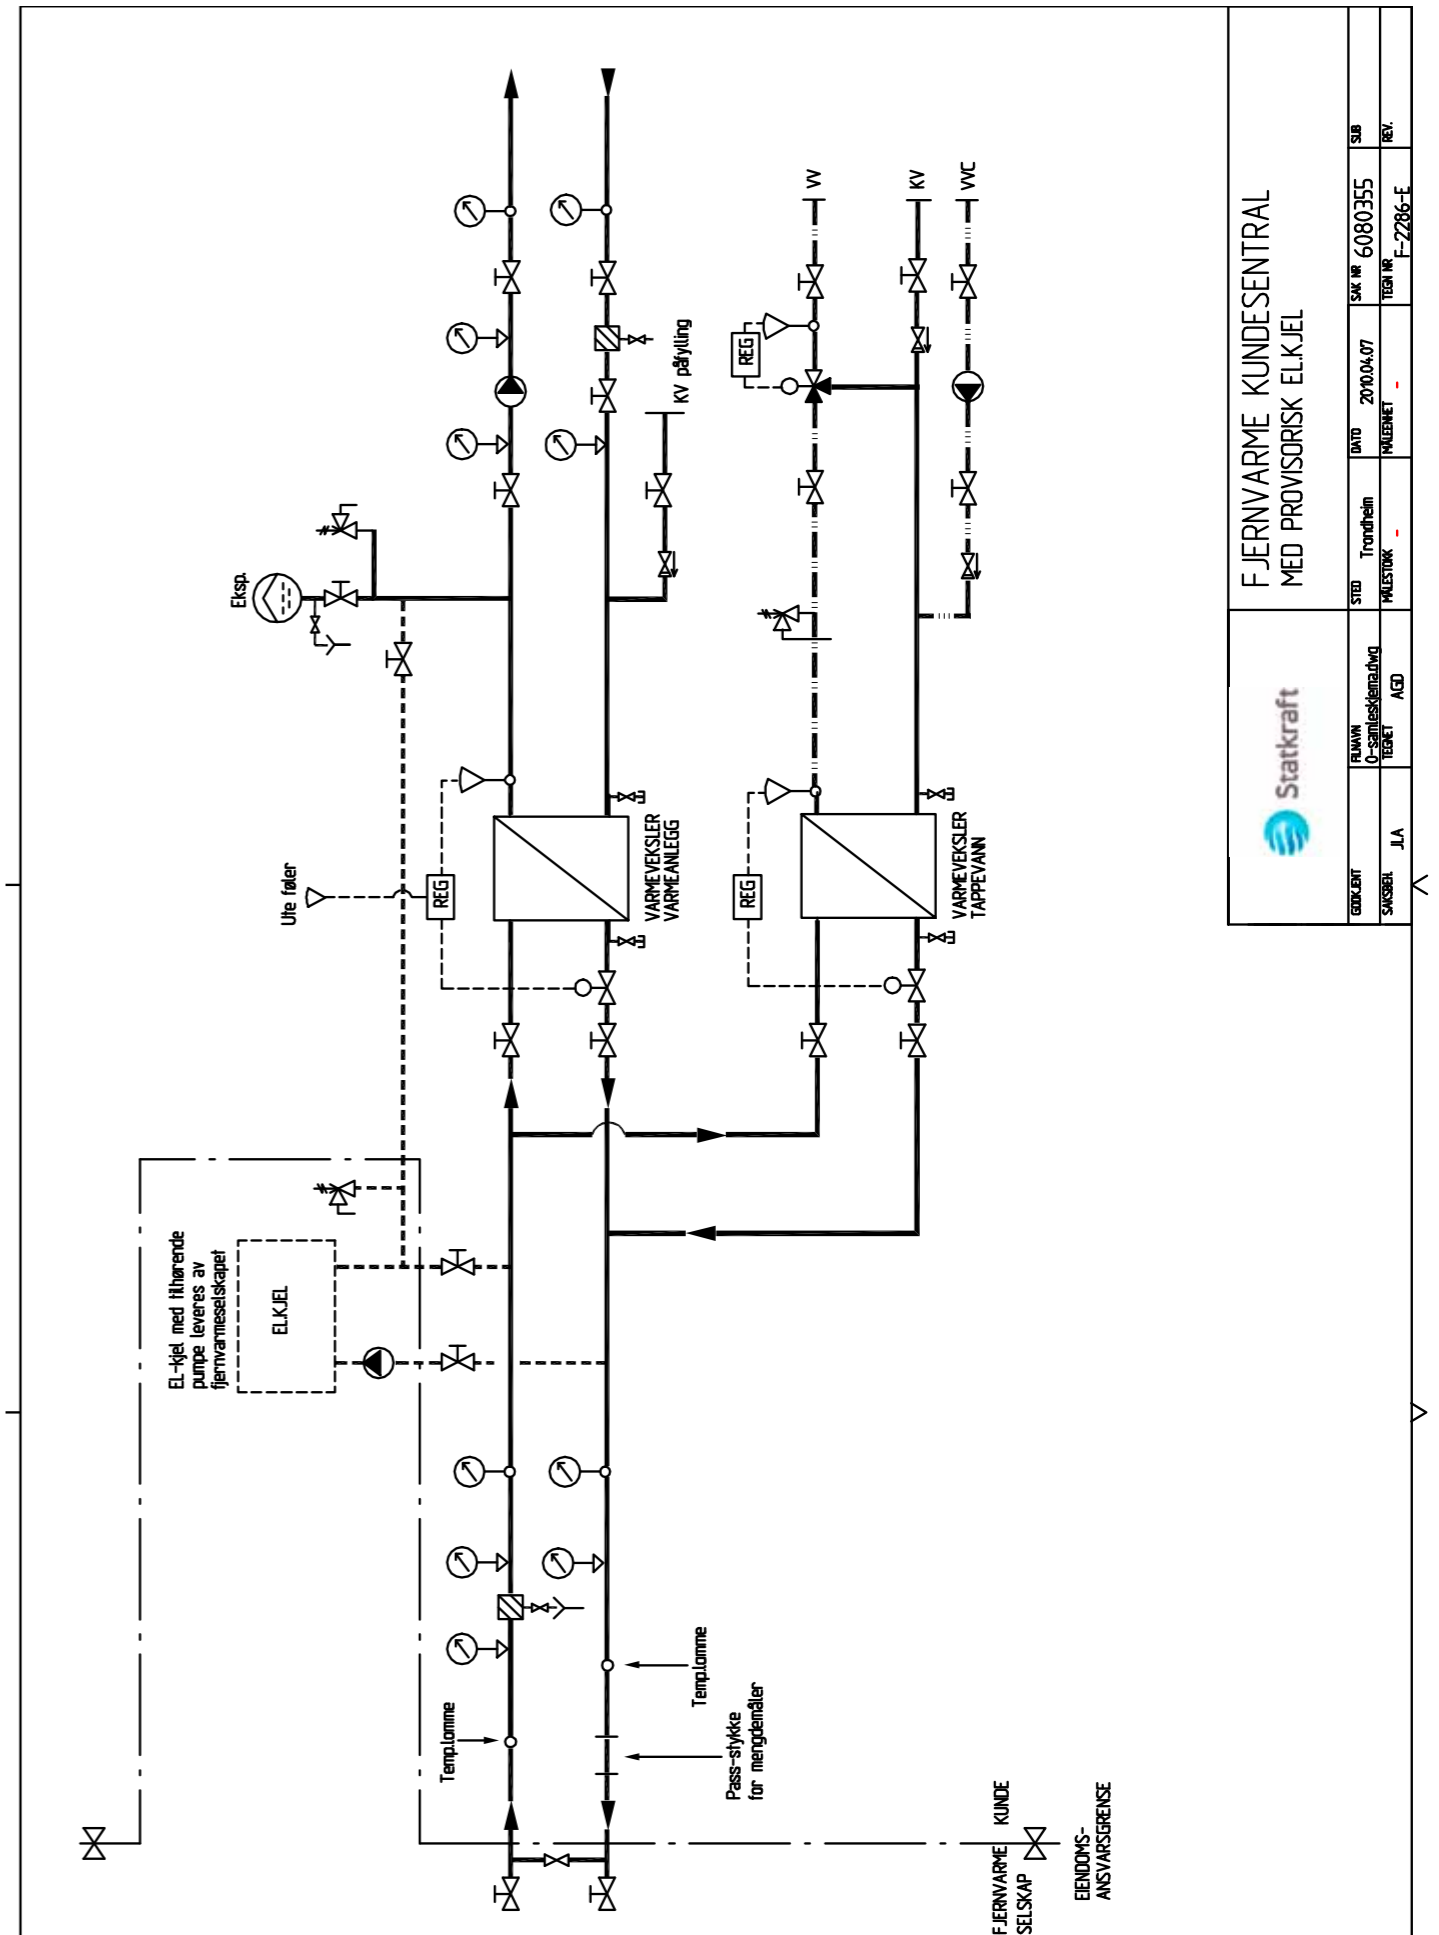 EL-kjel med tilhørende
pumpe leveres av
fjernvarmeselskapet
EL.KJEL
Ute føler
Eksp.
REG
VARMEVEKSLER
VARMEANLEGG
KV påfylling
REG
VARMEVEKSLER
TAPPEVANN
REG
VV
KV
VVC
Temp.lomme
Temp.lomme
Pass-stykke
for mengdemåler
FJERNVARME
SELSKAP
KUNDE
EIENDOMS-
ANSVARSGRENSE
Statkraft
FJERNVARME KUNDESENTRAL
MED PROVISORISK EL.KJEL
GODKJENT
FILNAVN
0-samleskjema.dwg
STED
Trondheim
DATO
2010.04.07
SAK NR
6080355
SUB
SAKSBEH.
JLA
TEGNET
AGD
MÅLESTOKK
-
MÅLEENHET
-
TEGN NR
F-2286-E
REV.